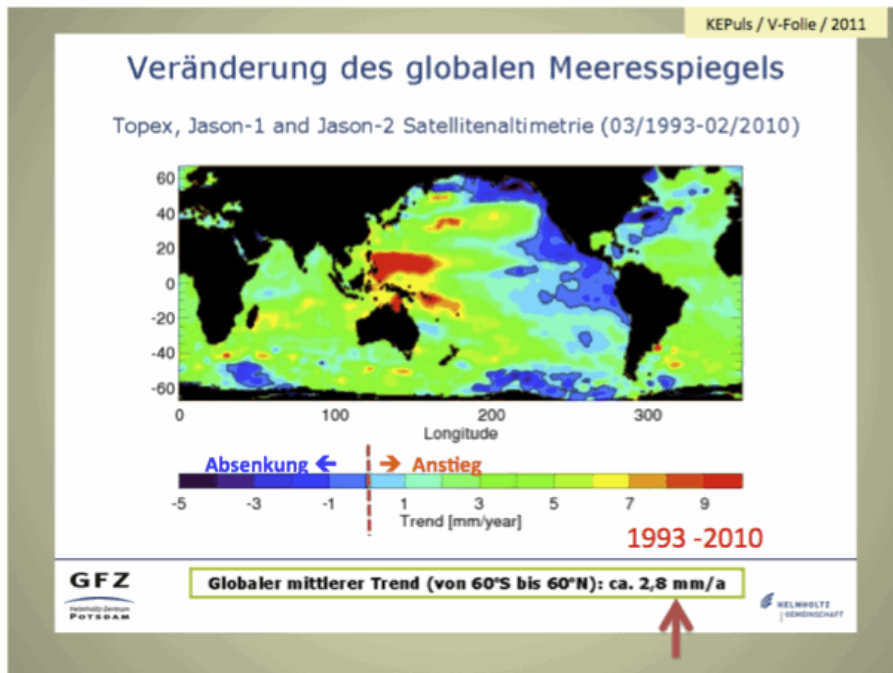 KEPuls / V-Folie / 2011
Veränderung des globalen Meeresspiegels
Topex, Jason-1 and Jason-2 Satellitenaltimetrie (03/1993-02/2010)
60
40
20
0
-20
-40
-60
0 100 200 300
Longitude
Absenkung ← → Anstieg
-5 -3 -1 1 3 5 7 9
Trend [mm/year]
1993 -2010
GFZ
Helmholtz-Zentrum
POTSDAM
Globaler mittlerer Trend (von 60°S bis 60°N): ca. 2,8 mm/a
HELMHOLTZ
GEMEINSCHAFT